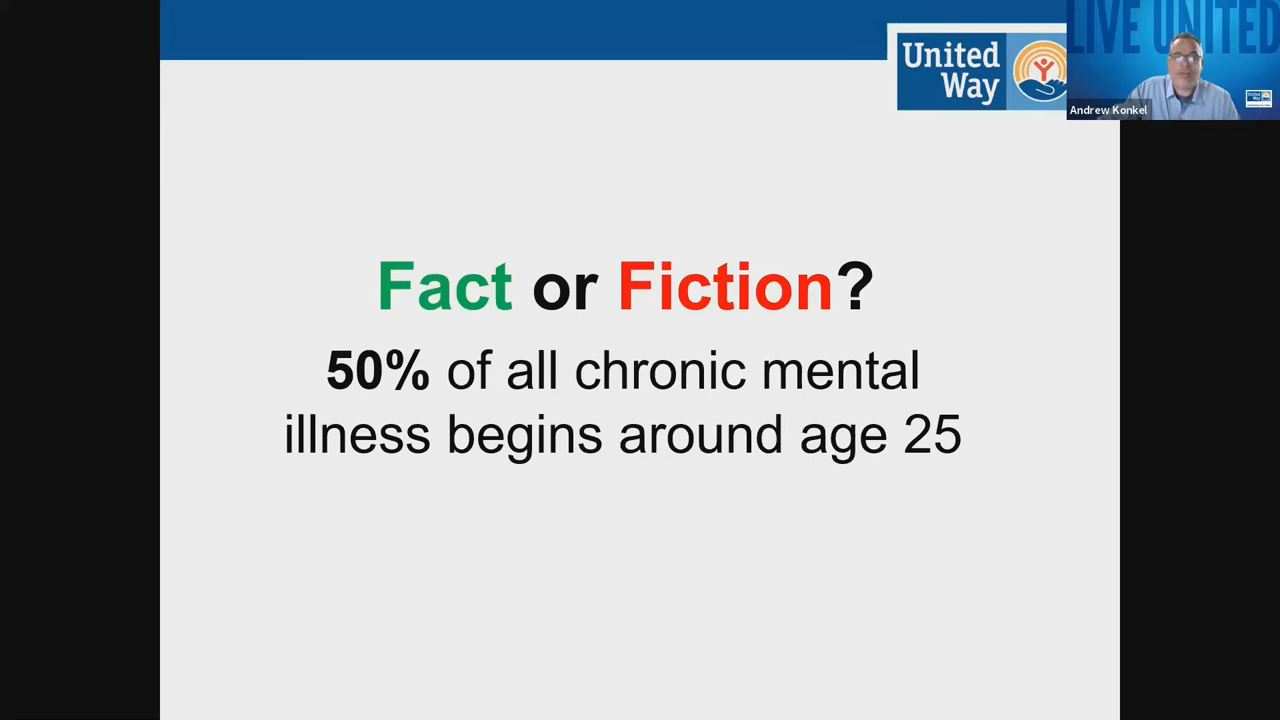 United
Way
LIVE UNITED
Andrew Konkel
Fact or Fiction?
50% of all chronic mental
illness begins around age 25